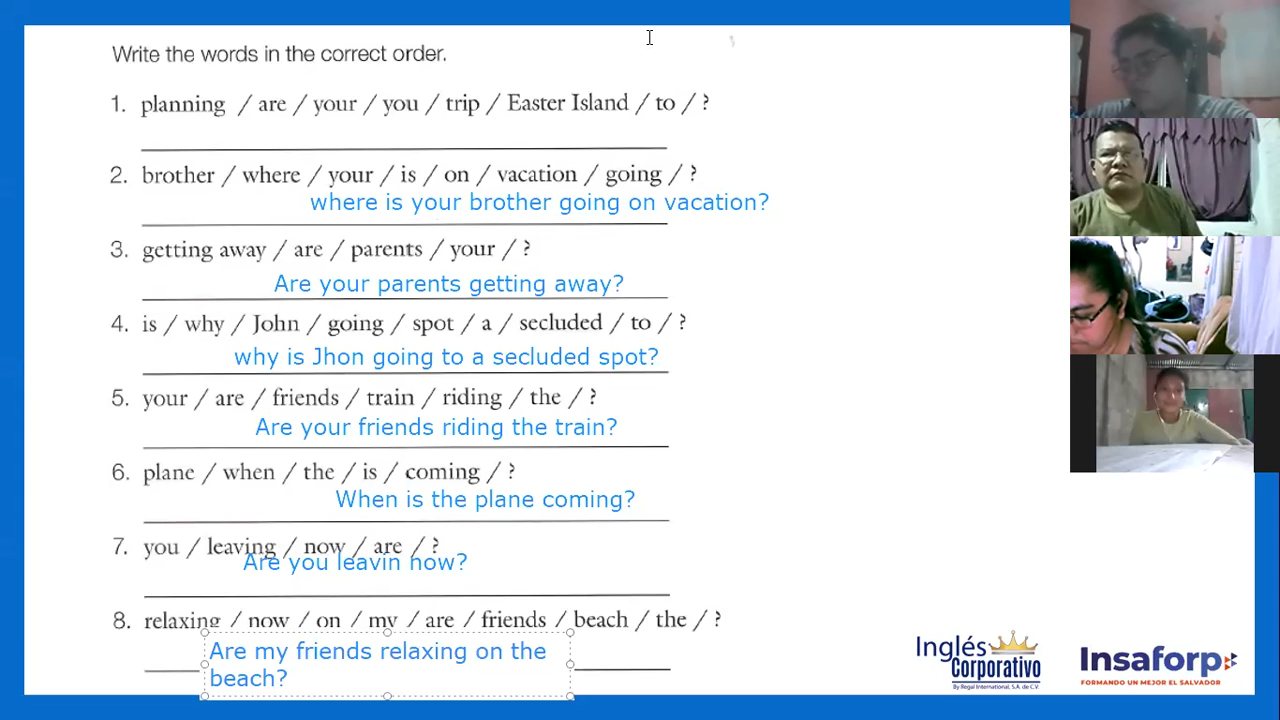 Write the words in the correct order.
1. planning / are / your / you / trip / Easter Island / to / ?
2. brother / where / your / is / on / vacation / going / ?
where is your brother going on vacation?
3. getting away / are / parents / your / ?
Are your parents getting away?
4. is / why / John / going / spot / a / secluded / to / ?
why is Jhon going to a secluded spot?
5. your / are / friends / train / riding / the / ?
Are your friends riding the train?
6. plane / when / the / is / coming / ?
When is the plane coming?
7. you / leaving / now / are / ?
Are you leavin now?
8. relaxing / now / on / my / are / friends / beach / the / ?
Are my friends relaxing on the
beach?
Inglés
Corporativo
By Regal International, S.A. de C.V.
Insaforp
FORMANDO UN MEJOR EL SALVADOR